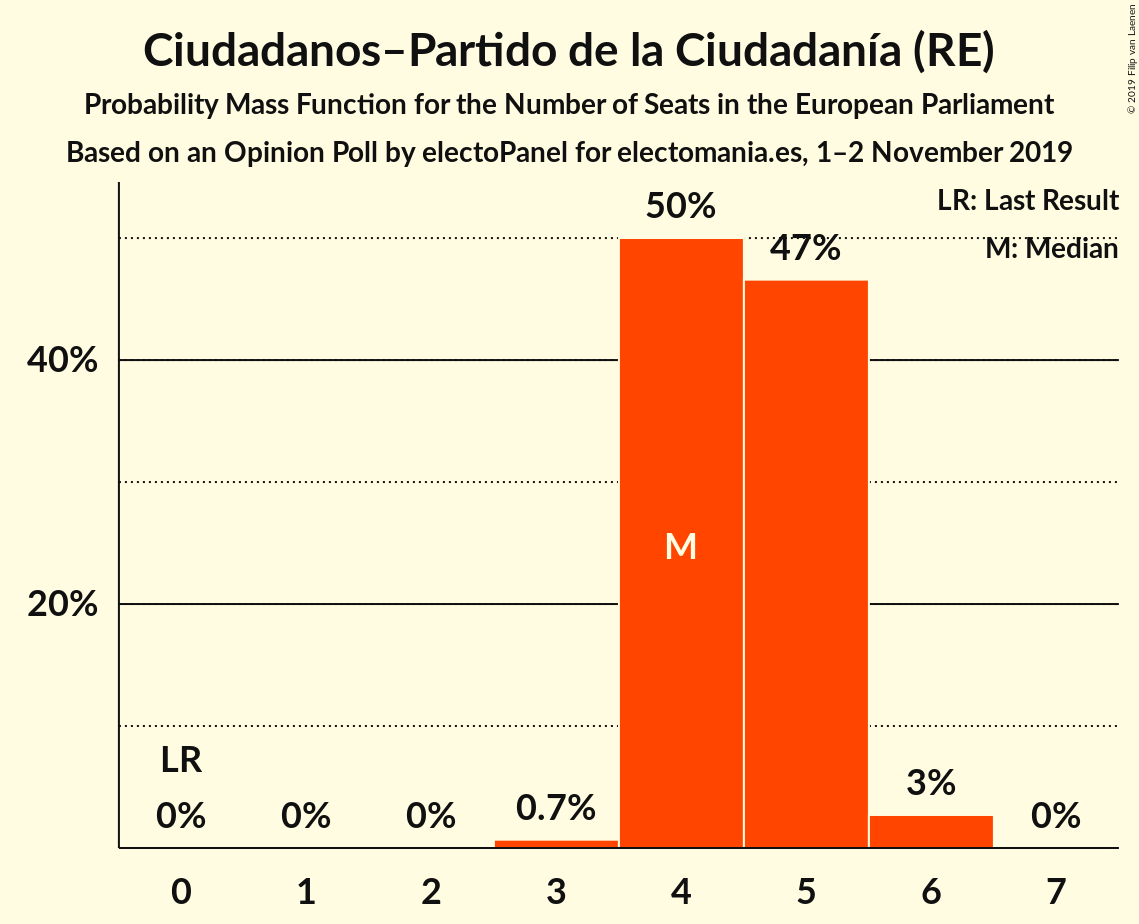 Ciudadanos–Partido de la Ciudadanía (RE)
Probability Mass Function for the Number of Seats in the European Parliament
Based on an Opinion Poll by electoPanel for electomania.es, 1–2 November 2019
© 2019 Filip van Laenen
LR: Last Result
M: Median
50%
47%
40%
M
20%
LR
0%
0%
0%
0.7%
3%
0%
0
1
2
3
4
5
6
7